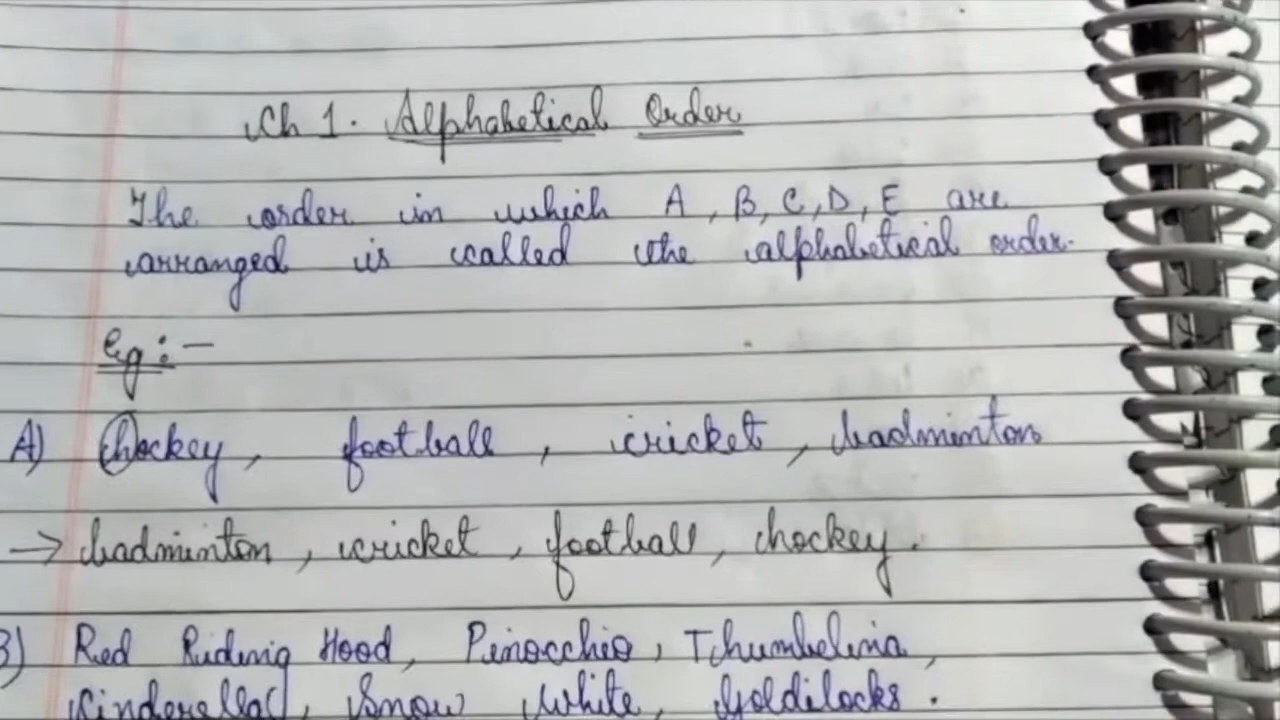 Ch 1. Alphabetical Order
The order in which A, B, C, D, E are
arranged is called the alphabetical order.
eg:-
A) hockey, football, cricket, badminton
→ badminton, cricket, football, hockey.
B) Red Riding Hood, Pinocchio, Thumbelina,
Cinderella, Snow White, Goldilocks.